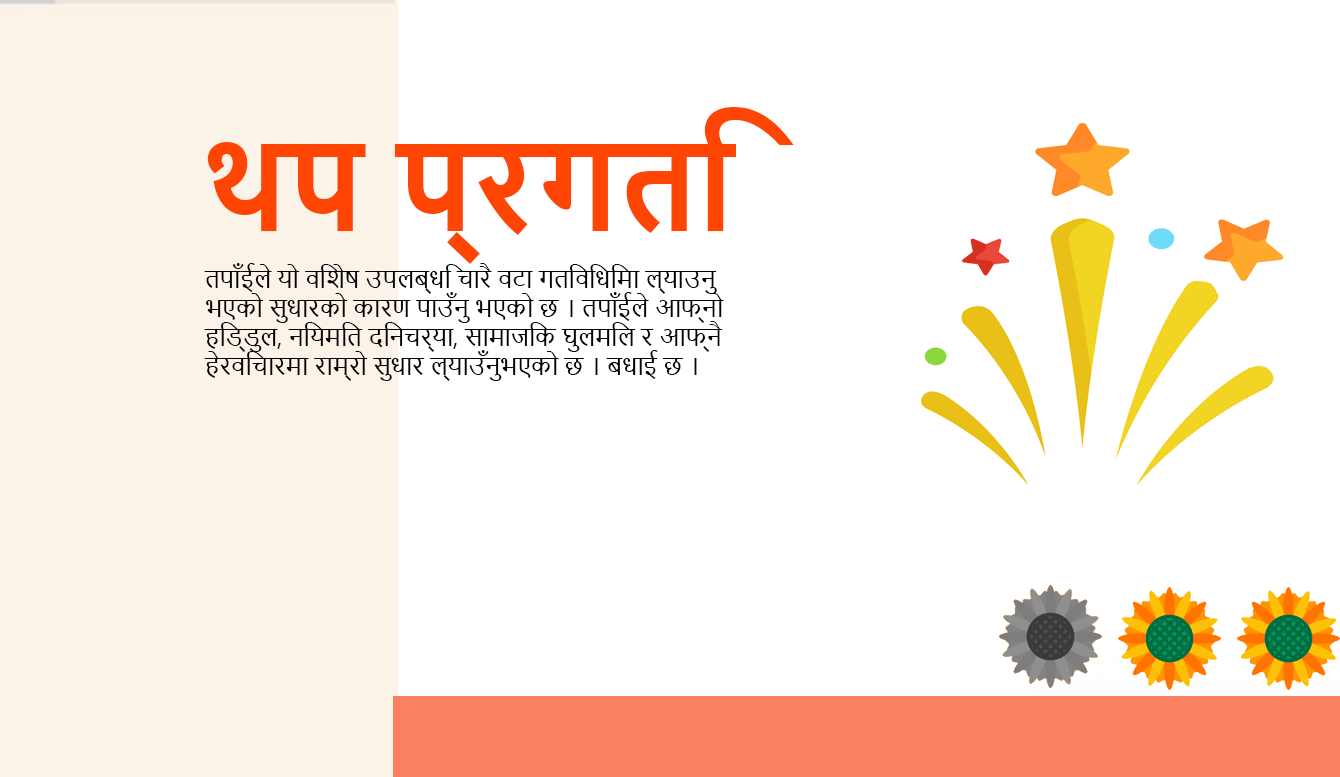 थप प्रगति
तपाँईले यो विशेष उपलब्धि चारै वटा गतिविधिमा ल्याउनु
भएको सुधारको कारण पाउँनु भएको छ । तपाँईले आफ्नो
हिड्डुल, नियमित दिनचर्या, सामाजिक घुलमिल र आफ्नै
हेरविचारमा राम्रो सुधार ल्याउँनुभएको छ । बधाई छ ।